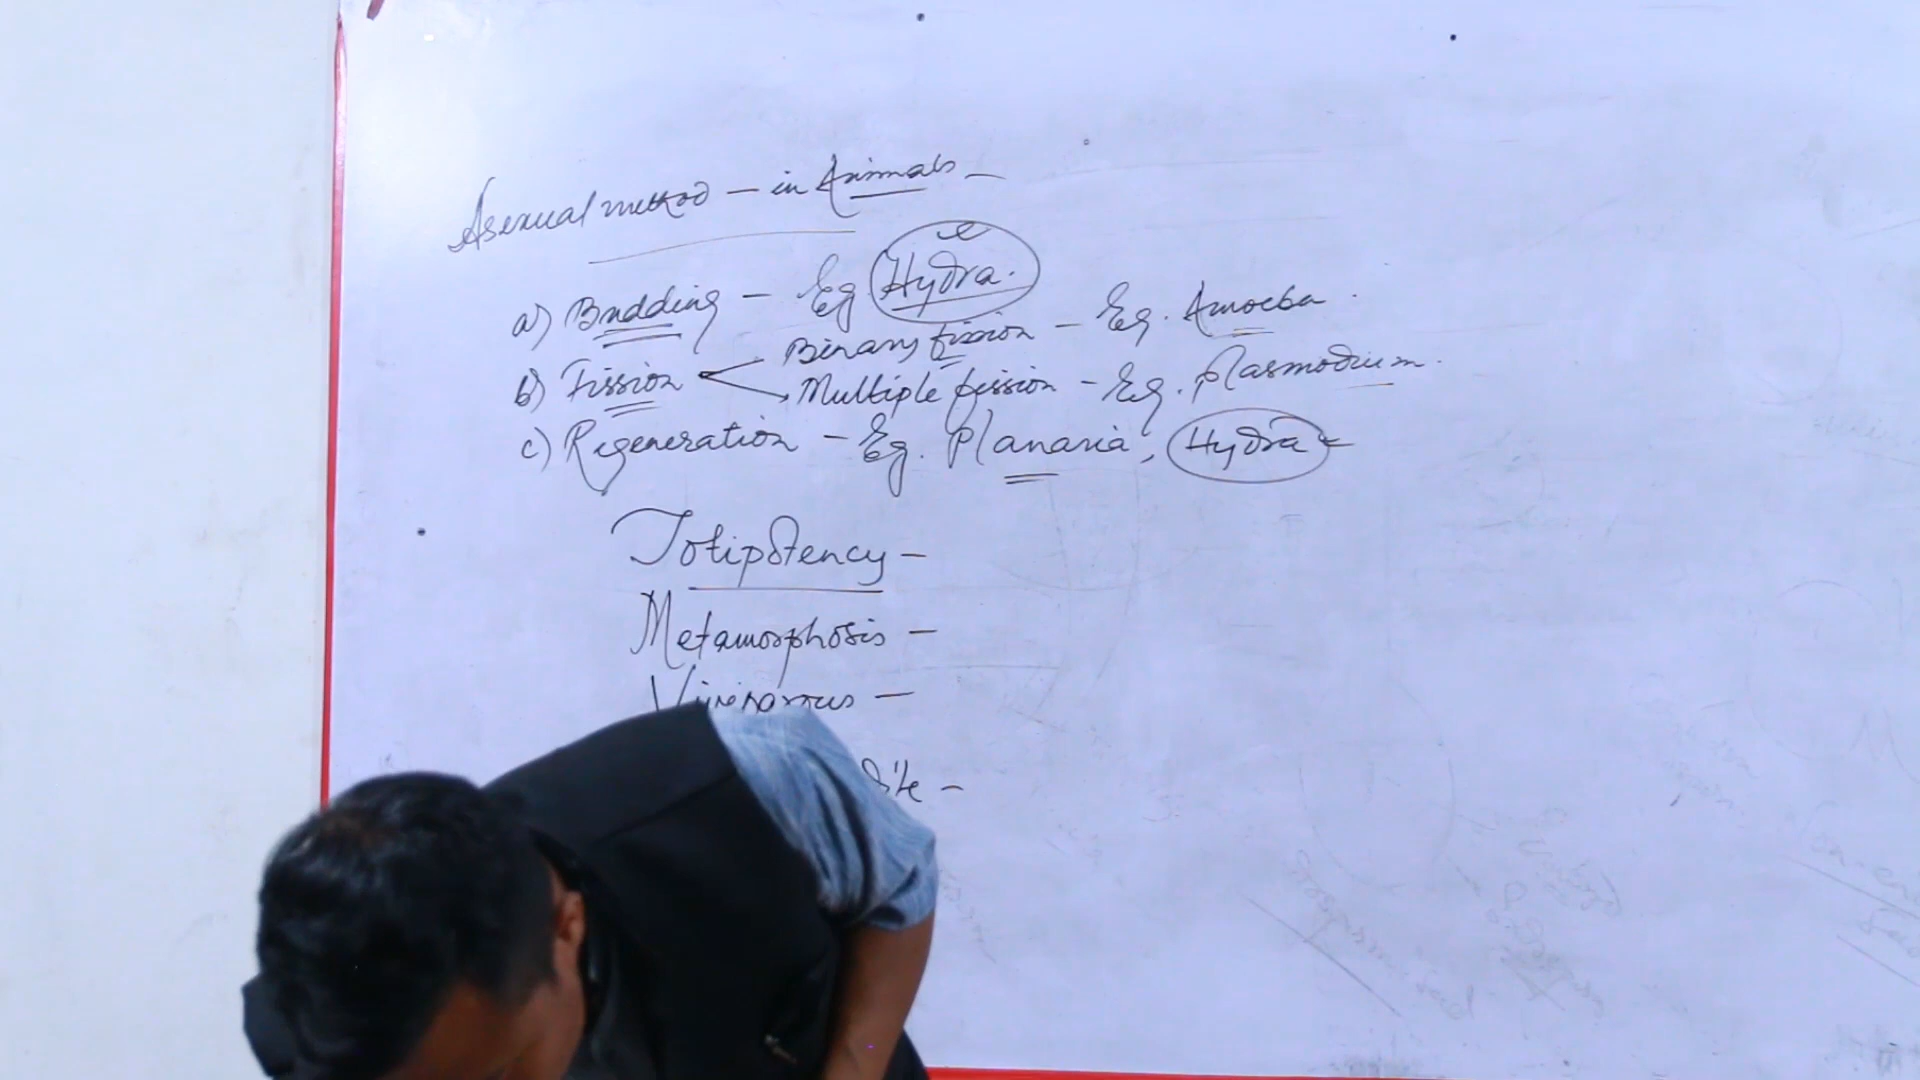 Asexual method — in Animals —
a) Budding — Eg Hydra.
Binary fission — Eg. Amoeba.
b) Fission
Multiple fission — Eg. Plasmodium.
c) Regeneration — Eg. Planaria, Hydra
Totipotency —
Metamorphosis —
Viviparous —